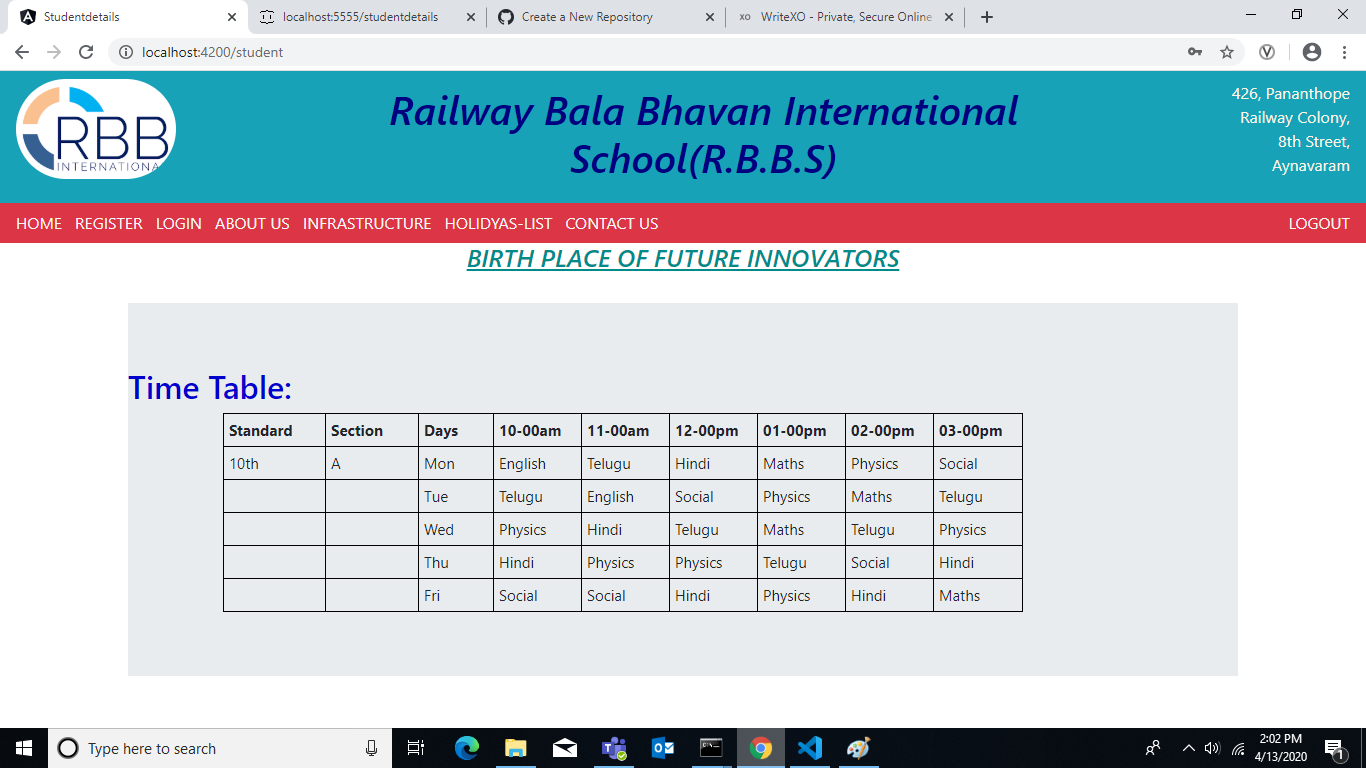 Studentdetails
localhost:5555/studentdetails
Create a New Repository
XO WriteXO - Private, Secure Online
localhost:4200/student
RBB
INTERNATIONA
Railway Bala Bhavan International
School(R.B.B.S)
426, Pananthope
Railway Colony,
8th Street,
Aynavaram
HOME REGISTER LOGIN ABOUT US INFRASTRUCTURE HOLIDYAS-LIST CONTACT US LOGOUT
BIRTH PLACE OF FUTURE INNOVATORS
Time Table:
Standard Section Days 10-00am 11-00am 12-00pm 01-00pm 02-00pm 03-00pm
10th A Mon English Telugu Hindi Maths Physics Social
Tue Telugu English Social Physics Maths Telugu
Wed Physics Hindi Telugu Maths Telugu Physics
Thu Hindi Physics Physics Telugu Social Hindi
Fri Social Social Hindi Physics Hindi Maths
Type here to search
2:02 PM
4/13/2020
1